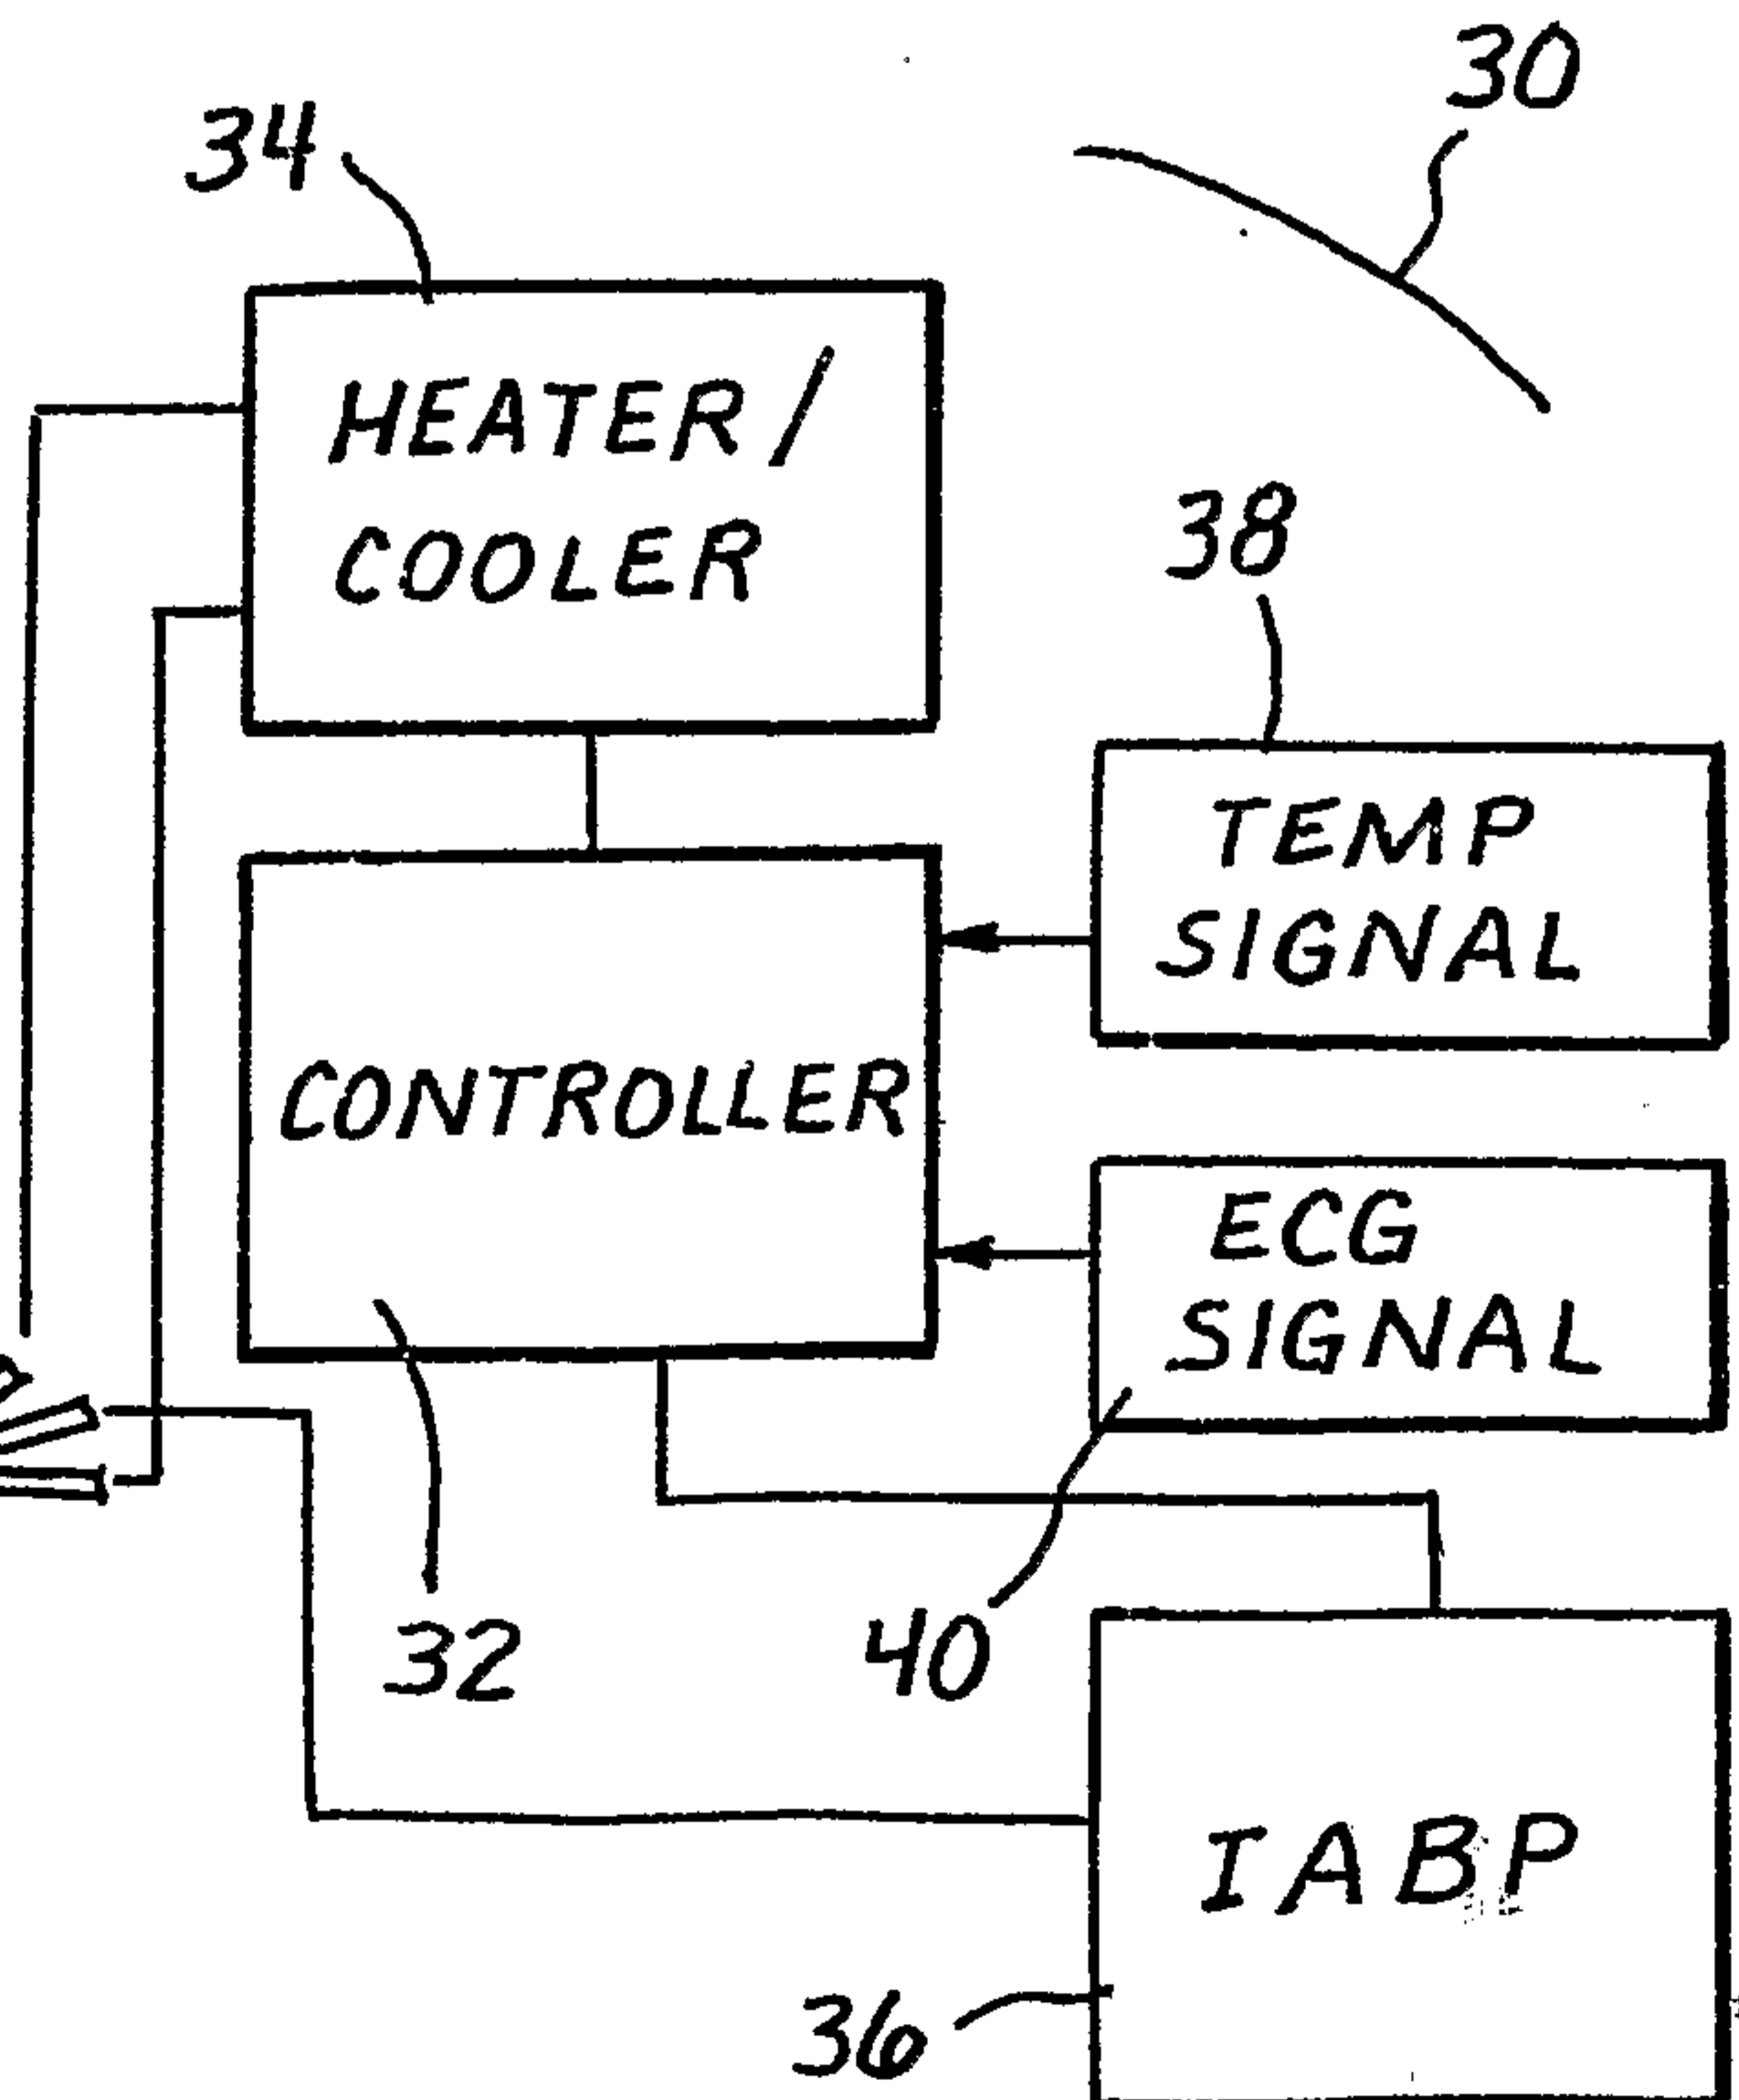 30
34
HEATER/
COOLER
38
TEMP
SIGNAL
CONTROLLER
ECG
SIGNAL
32
40
IABP
36